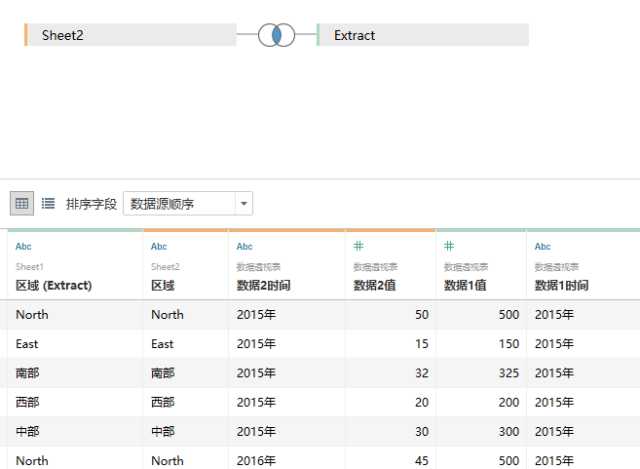 Sheet2 Extract
排序字段 数据源顺序
Abc Abc Abc # # Abc
Sheet1 Sheet2 数据透视表 数据透视表 数据透视表 数据透视表
区域 (Extract) 区域 数据2时间 数据2值 数据1值 数据1时间
North North 2015年 50 500 2015年
East East 2015年 15 150 2015年
南部 南部 2015年 32 325 2015年
西部 西部 2015年 20 200 2015年
中部 中部 2015年 30 300 2015年
North North 2016年 45 500 2015年